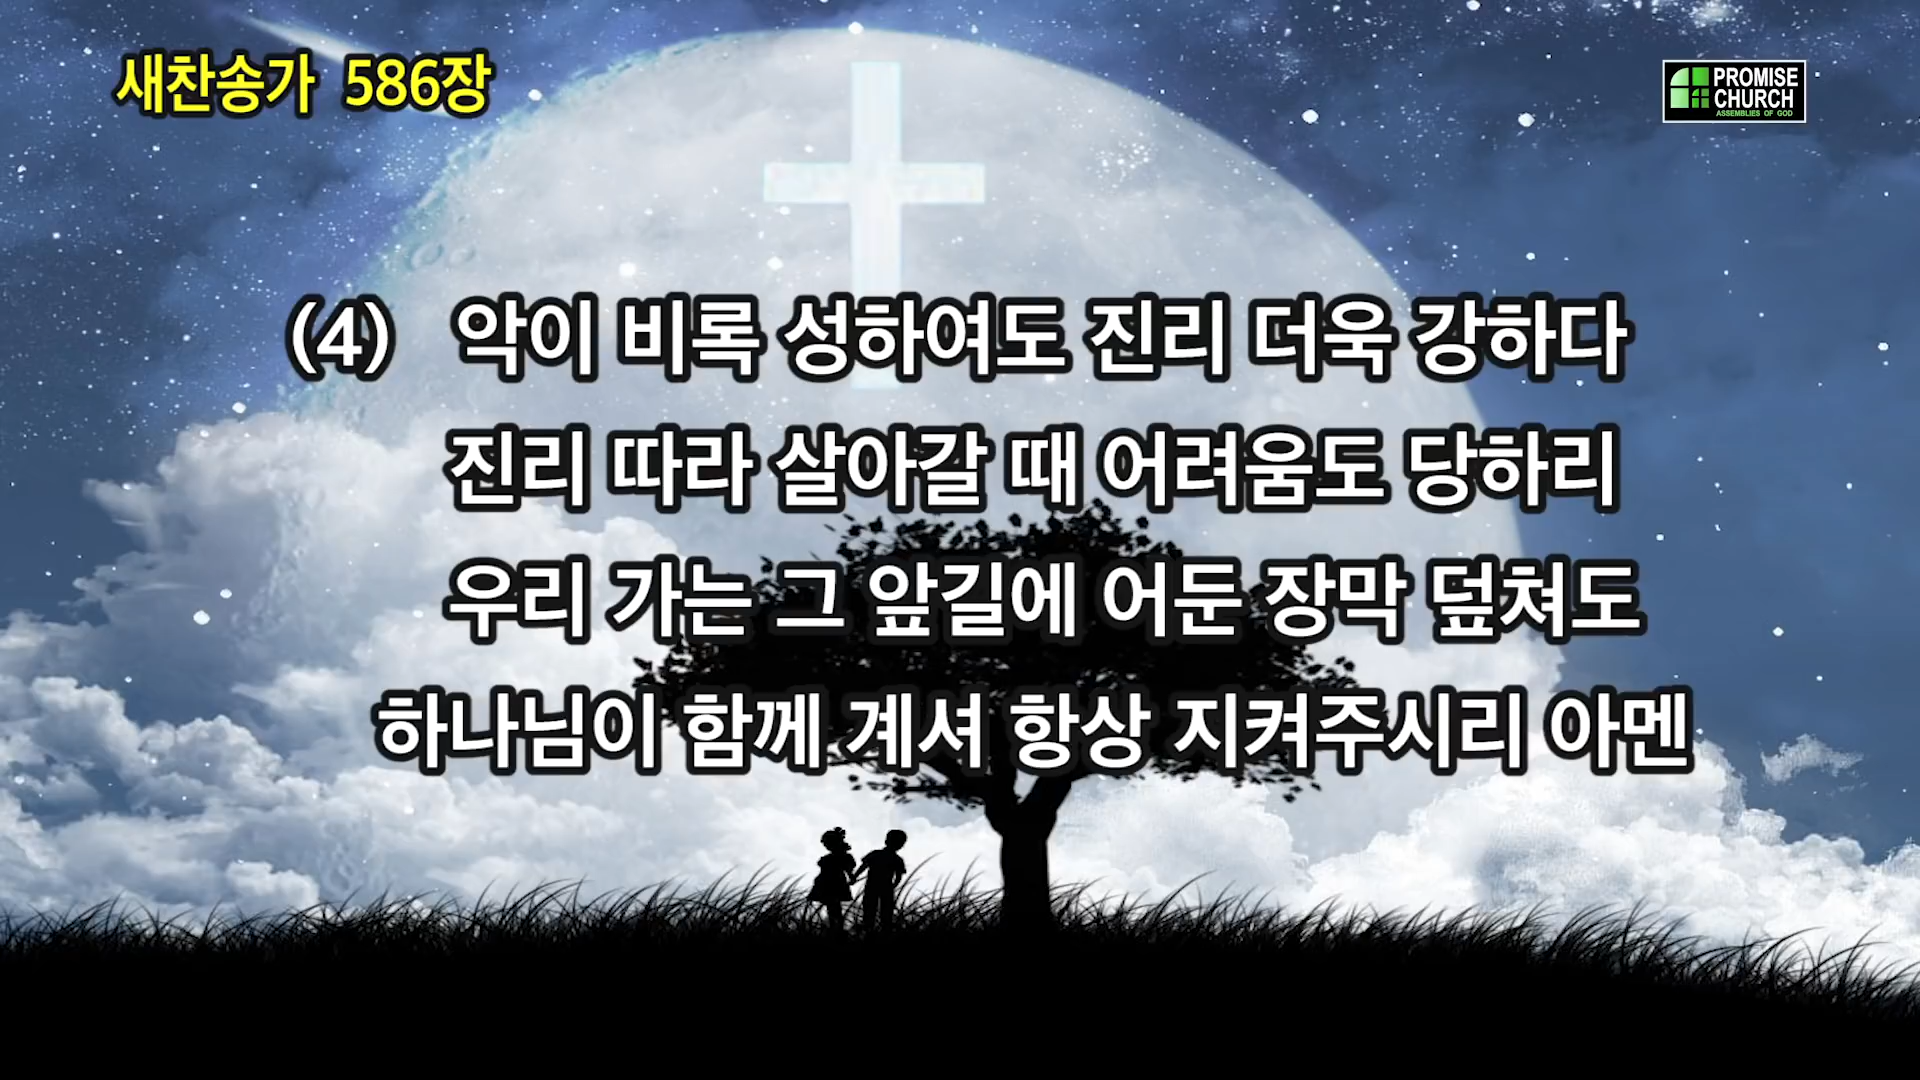 새찬송가 586장
PROMISE
CHURCH
ASSEMBLIES OF GOD
(4) 악이 비록 성하여도 진리 더욱 강하다
진리 따라 살아갈 때 어려움도 당하리
우리 가는 그 앞길에 어둔 장막 덮쳐도
하나님이 함께 계셔 항상 지켜주시리 아멘